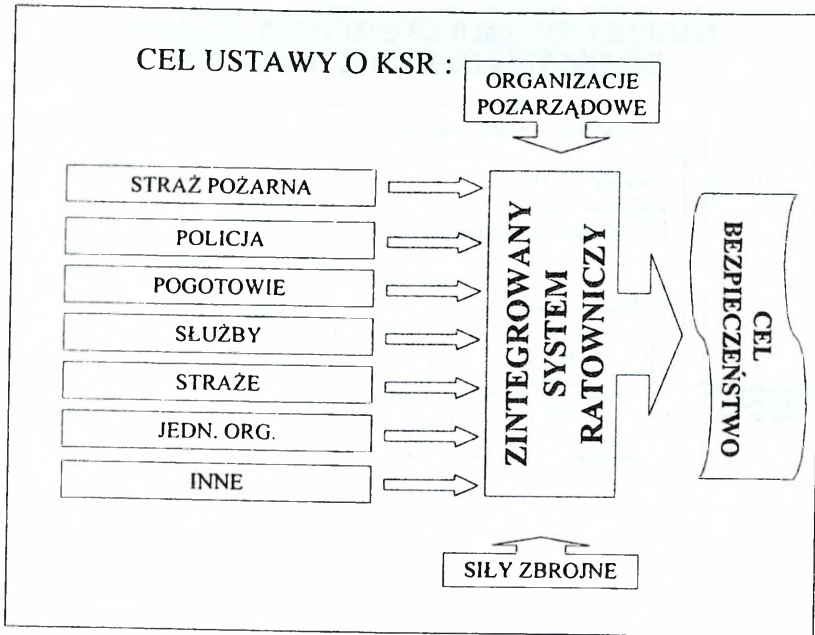 CEL USTAWY O KSR :
ORGANIZACJE
POZARZĄDOWE
STRAŻ POŻARNA
POLICJA
POGOTOWIE
SŁUŻBY
STRAŻE
JEDN. ORG.
INNE
ZINTEGROWANY
SYSTEM
RATOWNICZY
CEL
BEZPIECZEŃSTWO
SIŁY ZBROJNE